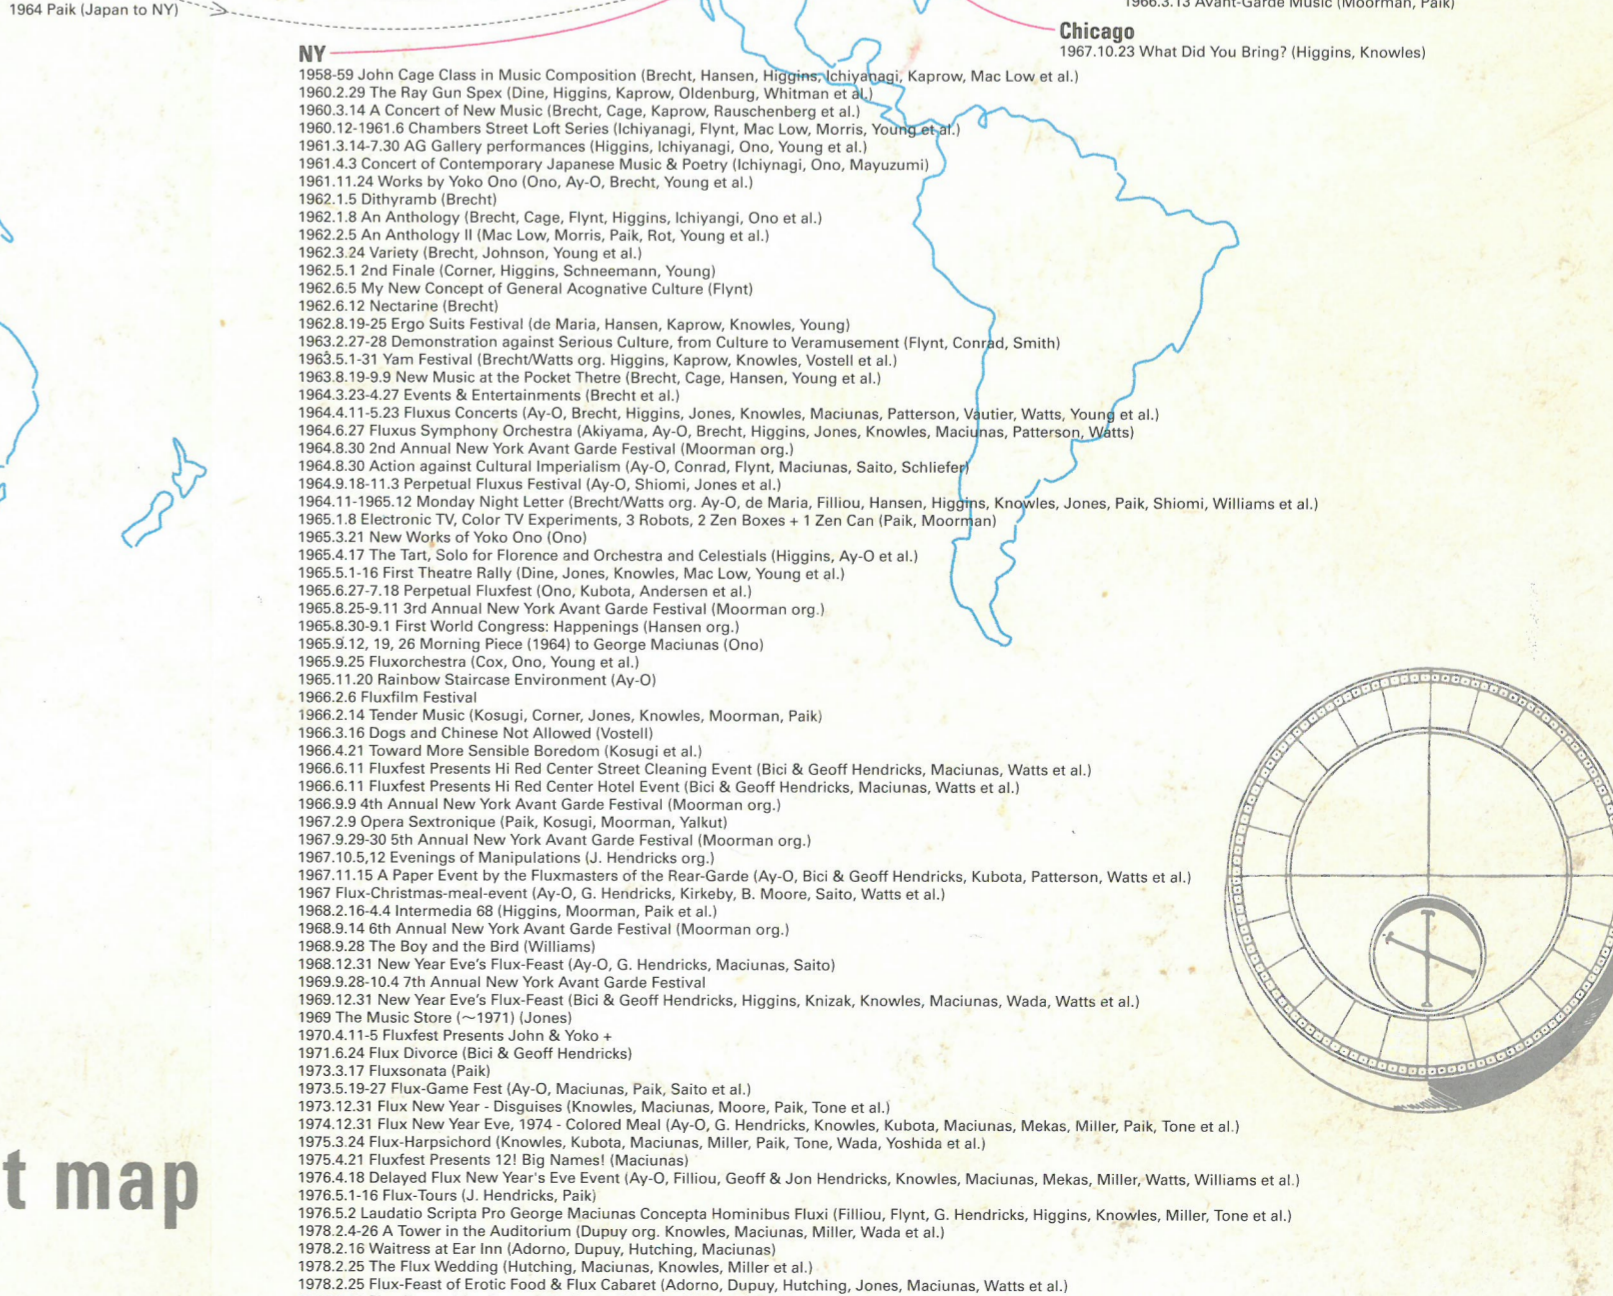 1964 Paik (Japan to NY)
1966.3.13 Avant-Garde Music (Moorman, Paik)
Chicago
1967.10.23 What Did You Bring? (Higgins, Knowles)
NY
1958-59 John Cage Class in Music Composition (Brecht, Hansen, Higgins, Ichiyanagi, Kaprow, Mac Low et al.)
1960.2.29 The Ray Gun Spex (Dine, Higgins, Kaprow, Oldenburg, Whitman et al.)
1960.3.14 A Concert of New Music (Brecht, Cage, Kaprow, Rauschenberg et al.)
1960.12-1961.6 Chambers Street Loft Series (Ichiyanagi, Flynt, Mac Low, Morris, Young et al.)
1961.3.14-7.30 AG Gallery performances (Higgins, Ichiyanagi, Ono, Young et al.)
1961.4.3 Concert of Contemporary Japanese Music & Poetry (Ichiynagi, Ono, Mayuzumi)
1961.11.24 Works by Yoko Ono (Ono, Ay-O, Brecht, Young et al.)
1962.1.5 Dithyramb (Brecht)
1962.1.8 An Anthology (Brecht, Cage, Flynt, Higgins, Ichiyangi, Ono et al.)
1962.2.5 An Anthology II (Mac Low, Morris, Paik, Rot, Young et al.)
1962.3.24 Variety (Brecht, Johnson, Young et al.)
1962.5.1 2nd Finale (Corner, Higgins, Schneemann, Young)
1962.6.5 My New Concept of General Acognative Culture (Flynt)
1962.6.12 Nectarine (Brecht)
1962.8.19-25 Ergo Suits Festival (de Maria, Hansen, Kaprow, Knowles, Young)
1963.2.27-28 Demonstration against Serious Culture, from Culture to Veramusement (Flynt, Conrad, Smith)
1963.5.1-31 Yam Festival (Brecht/Watts org. Higgins, Kaprow, Knowles, Vostell et al.)
1963.8.19-9.9 New Music at the Pocket Thetre (Brecht, Cage, Hansen, Young et al.)
1964.3.23-4.27 Events & Entertainments (Brecht et al.)
1964.4.11-5.23 Fluxus Concerts (Ay-O, Brecht, Higgins, Jones, Knowles, Maciunas, Patterson, Vautier, Watts, Young et al.)
1964.6.27 Fluxus Symphony Orchestra (Akiyama, Ay-O, Brecht, Higgins, Jones, Knowles, Maciunas, Patterson, Watts)
1964.8.30 2nd Annual New York Avant Garde Festival (Moorman org.)
1964.8.30 Action against Cultural Imperialism (Ay-O, Conrad, Flynt, Maciunas, Saito, Schliefer)
1964.9.18-11.3 Perpetual Fluxus Festival (Ay-O, Shiomi, Jones et al.)
1964.11-1965.12 Monday Night Letter (Brecht/Watts org. Ay-O, de Maria, Filliou, Hansen, Higgins, Knowles, Jones, Paik, Shiomi, Williams et al.)
1965.1.8 Electronic TV, Color TV Experiments, 3 Robots, 2 Zen Boxes + 1 Zen Can (Paik, Moorman)
1965.3.21 New Works of Yoko Ono (Ono)
1965.4.17 The Tart, Solo for Florence and Orchestra and Celestials (Higgins, Ay-O et al.)
1965.5.1-16 First Theatre Rally (Dine, Jones, Knowles, Mac Low, Young et al.)
1965.6.27-7.18 Perpetual Fluxfest (Ono, Kubota, Andersen et al.)
1965.8.25-9.11 3rd Annual New York Avant Garde Festival (Moorman org.)
1965.8.30-9.1 First World Congress: Happenings (Hansen org.)
1965.9.12, 19, 26 Morning Piece (1964) to George Maciunas (Ono)
1965.9.25 Fluxorchestra (Cox, Ono, Young et al.)
1965.11.20 Rainbow Staircase Environment (Ay-O)
1966.2.6 Fluxfilm Festival
1966.2.14 Tender Music (Kosugi, Corner, Jones, Knowles, Moorman, Paik)
1966.3.16 Dogs and Chinese Not Allowed (Vostell)
1966.4.21 Toward More Sensible Boredom (Kosugi et al.)
1966.6.11 Fluxfest Presents Hi Red Center Street Cleaning Event (Bici & Geoff Hendricks, Maciunas, Watts et al.)
1966.6.11 Fluxfest Presents Hi Red Center Hotel Event (Bici & Geoff Hendricks, Maciunas, Watts et al.)
1966.9.9 4th Annual New York Avant Garde Festival (Moorman org.)
1967.2.9 Opera Sextronique (Paik, Kosugi, Moorman, Yalkut)
1967.9.29-30 5th Annual New York Avant Garde Festival (Moorman org.)
1967.10.5,12 Evenings of Manipulations (J. Hendricks org.)
1967.11.15 A Paper Event by the Fluxmasters of the Rear-Garde (Ay-O, Bici & Geoff Hendricks, Kubota, Patterson, Watts et al.)
1967 Flux-Christmas-meal-event (Ay-O, G. Hendricks, Kirkeby, B. Moore, Saito, Watts et al.)
1968.2.16-4.4 Intermedia 68 (Higgins, Moorman, Paik et al.)
1968.9.14 6th Annual New York Avant Garde Festival (Moorman org.)
1968.9.28 The Boy and the Bird (Williams)
1968.12.31 New Year Eve's Flux-Feast (Ay-O, G. Hendricks, Maciunas, Saito)
1969.9.28-10.4 7th Annual New York Avant Garde Festival
1969.12.31 New Year Eve's Flux-Feast (Bici & Geoff Hendricks, Higgins, Knizak, Knowles, Maciunas, Wada, Watts et al.)
1969 The Music Store (~1971) (Jones)
1970.4.11-5 Fluxfest Presents John & Yoko +
1971.6.24 Flux Divorce (Bici & Geoff Hendricks)
1973.3.17 Fluxsonata (Paik)
1973.5.19-27 Flux-Game Fest (Ay-O, Maciunas, Paik, Saito et al.)
1973.12.31 Flux New Year - Disguises (Knowles, Maciunas, Moore, Paik, Tone et al.)
1974.12.31 Flux New Year Eve, 1974 - Colored Meal (Ay-O, G. Hendricks, Knowles, Kubota, Maciunas, Mekas, Miller, Paik, Tone et al.)
1975.3.24 Flux-Harpsichord (Knowles, Kubota, Maciunas, Miller, Paik, Tone, Wada, Yoshida et al.)
1975.4.21 Fluxfest Presents 12! Big Names! (Maciunas)
1976.4.18 Delayed Flux New Year's Eve Event (Ay-O, Filliou, Geoff & Jon Hendricks, Knowles, Maciunas, Mekas, Miller, Watts, Williams et al.)
1976.5.1-16 Flux-Tours (J. Hendricks, Paik)
1976.5.2 Laudatio Scripta Pro George Maciunas Concepta Hominibus Fluxi (Filliou, Flynt, G. Hendricks, Higgins, Knowles, Miller, Tone et al.)
1978.2.4-26 A Tower in the Auditorium (Dupuy org. Knowles, Maciunas, Miller, Wada et al.)
1978.2.16 Waitress at Ear Inn (Adorno, Dupuy, Hutching, Maciunas)
1978.2.25 The Flux Wedding (Hutching, Maciunas, Knowles, Miller et al.)
1978.2.25 Flux-Feast of Erotic Food & Flux Cabaret (Adorno, Dupuy, Hutching, Jones, Maciunas, Watts et al.)
t map